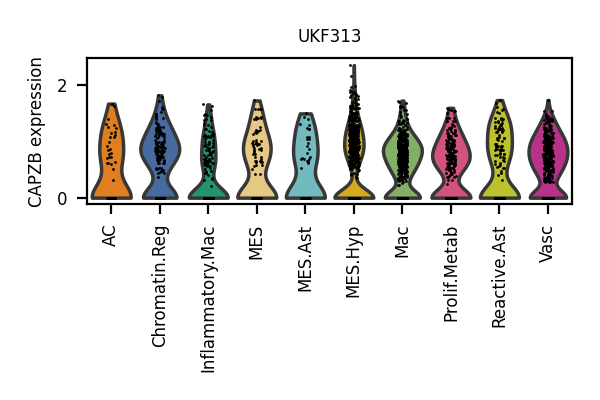 UKF313
CAPZB expression
2
0
AC
Chromatin.Reg
Inflammatory.Mac
MES
MES.Ast
MES.Hyp
Mac
Prolif.Metab
Reactive.Ast
Vasc